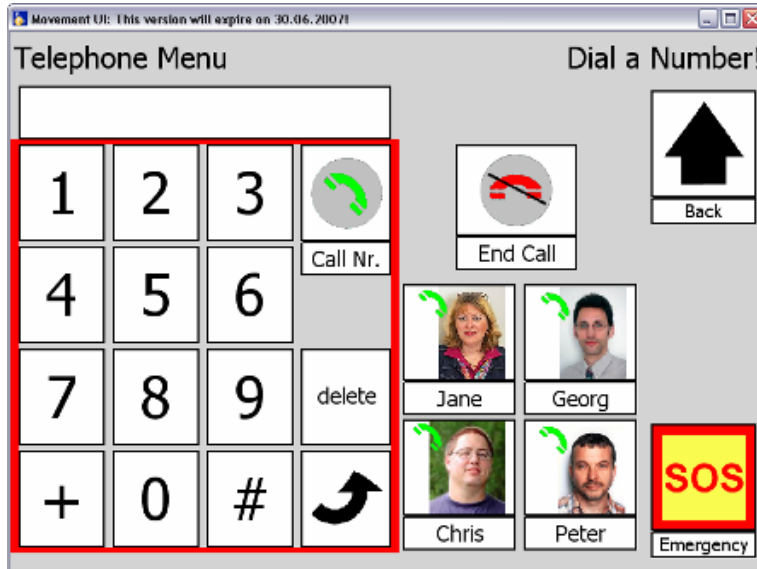 Movement UI: This version will expire on 30.06.2007!
Telephone Menu
Dial a Number!
1 2 3
Call Nr.
End Call
Back
4 5 6
7 8 9 delete
Jane Georg
+ 0 #
SOS
Chris Peter
Emergency